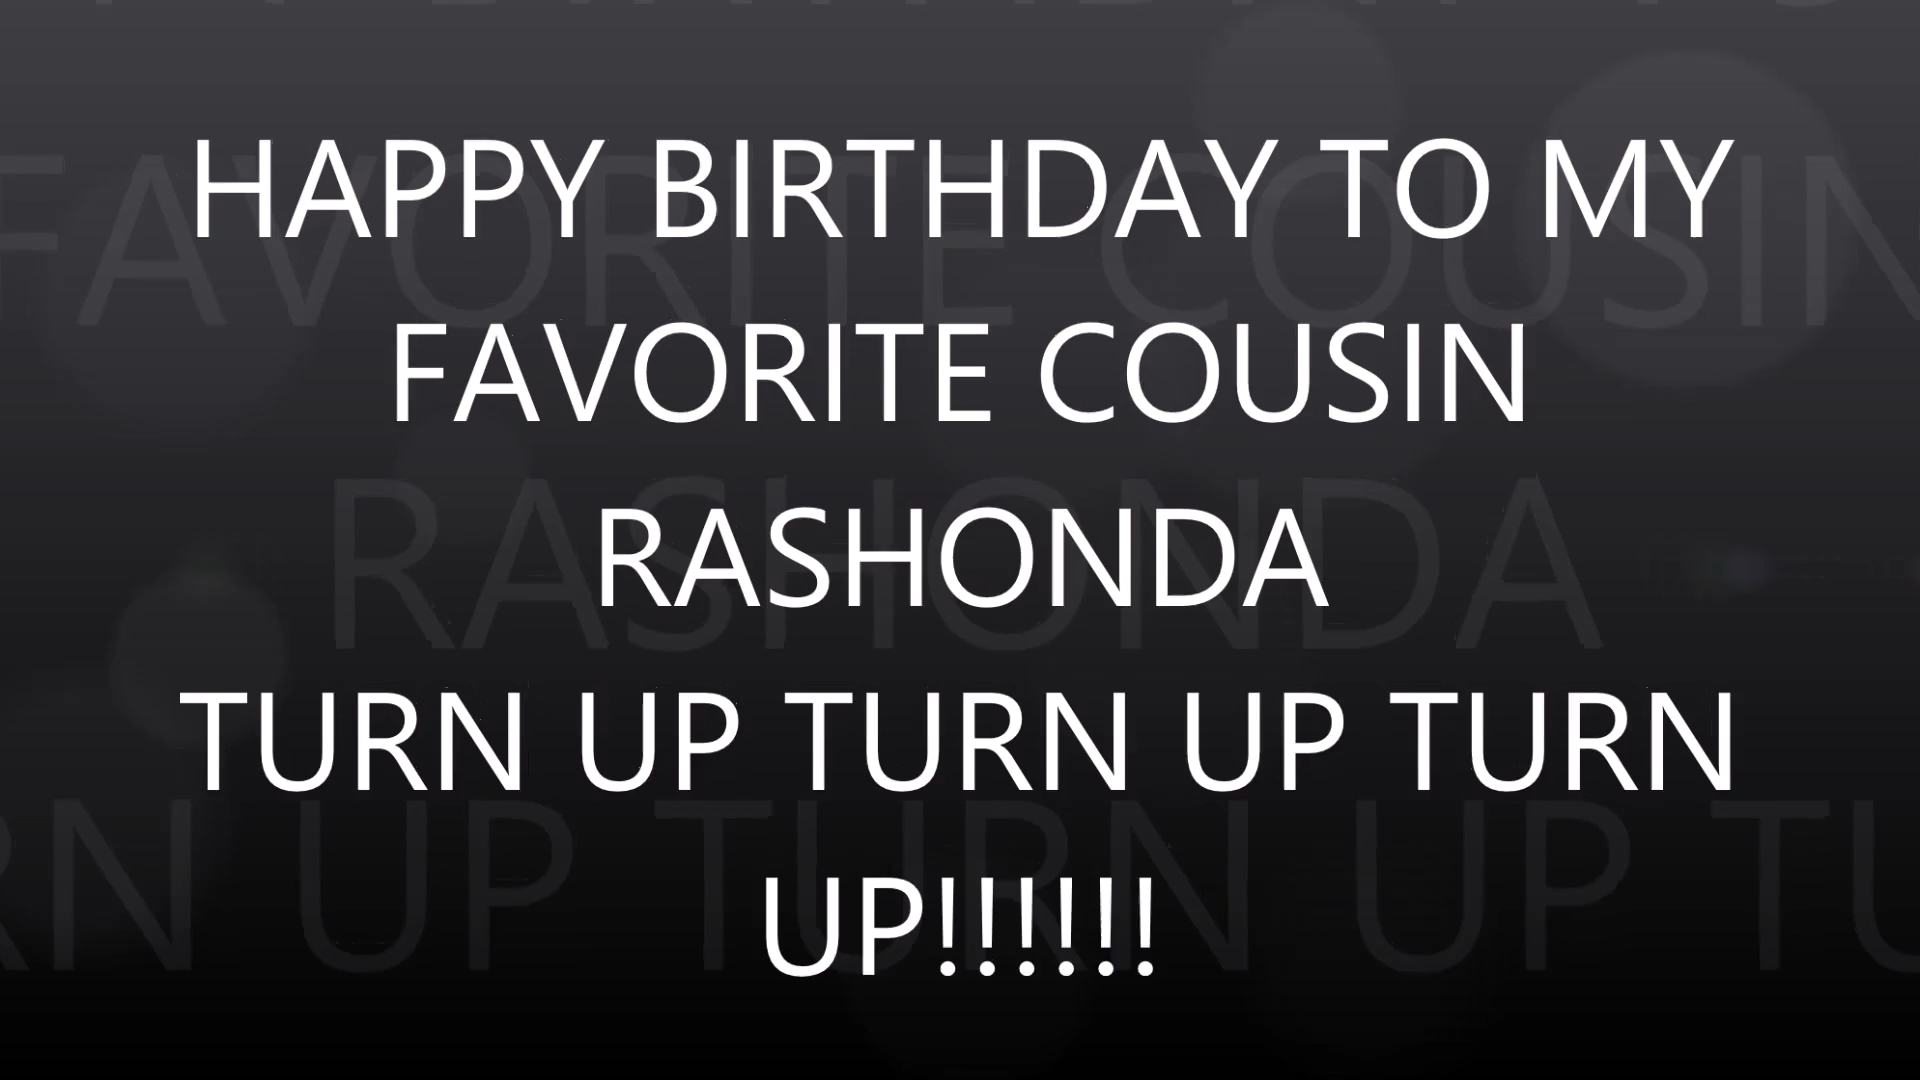 HAPPY BIRTHDAY TO MY
FAVORITE COUSIN
RASHONDA
TURN UP TURN UP TURN
UP!!!!!!